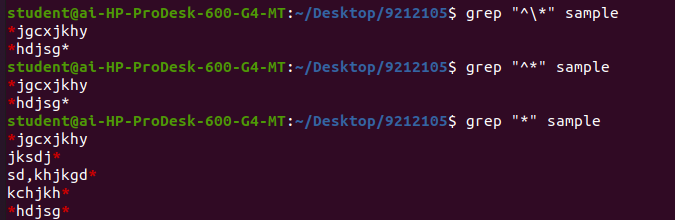 student@ai-HP-ProDesk-600-G4-MT:~/Desktop/9212105$ grep "^\*" sample
*jgcxjkhy
*hdjsg*
student@ai-HP-ProDesk-600-G4-MT:~/Desktop/9212105$ grep "^*" sample
*jgcxjkhy
*hdjsg*
student@ai-HP-ProDesk-600-G4-MT:~/Desktop/9212105$ grep "*" sample
*jgcxjkhy
jksdj*
sd,khjkgd*
kchjkh*
*hdjsg*